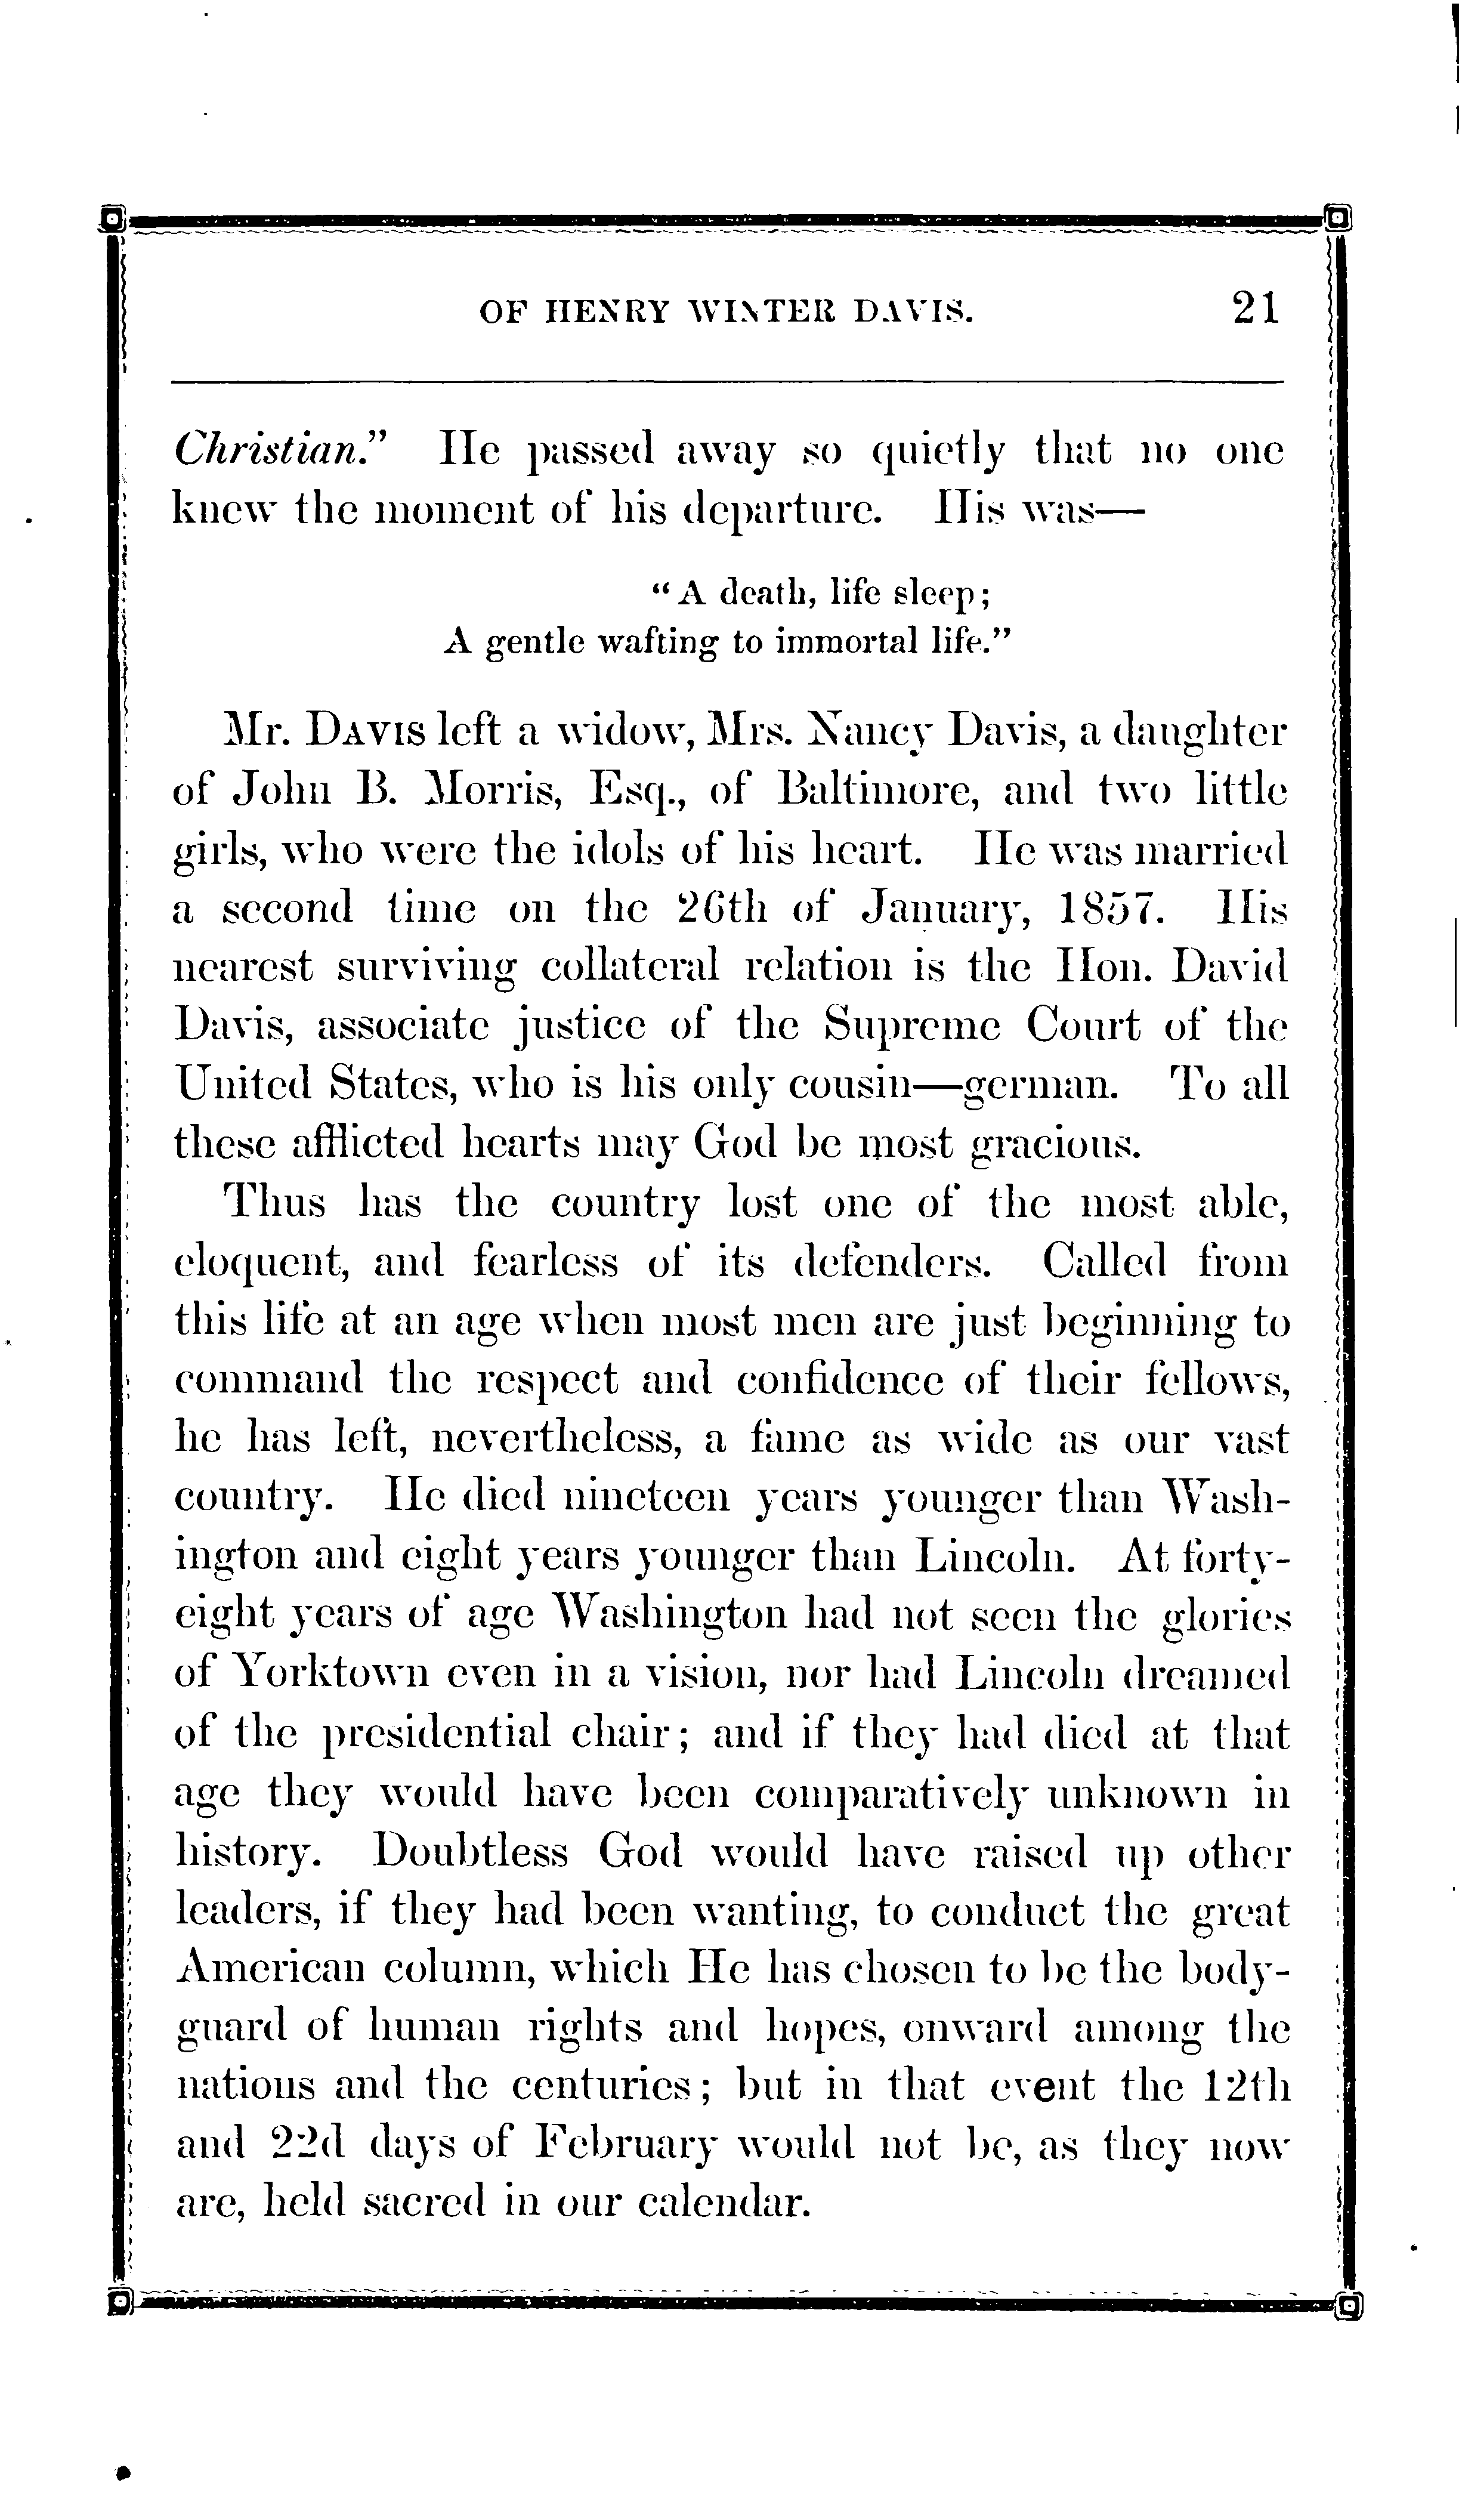 OF HENRY WINTER DAVIS. 21
Christian." He passed away so quietly that no one
knew the moment of his departure. His was—
"A death, life sleep;
A gentle wafting to immortal life."
Mr. DAVIS left a widow, Mrs. Nancy Davis, a daughter
of John B. Morris, Esq., of Baltimore, and two little
girls, who were the idols of his heart. He was married
a second time on the 26th of January, 1857. His
nearest surviving collateral relation is the Hon. David
Davis, associate justice of the Supreme Court of the
United States, who is his only cousin—german. To all
these afflicted hearts may God be most gracious.
Thus has the country lost one of the most able,
eloquent, and fearless of its defenders. Called from
this life at an age when most men are just beginning to
command the respect and confidence of their fellows,
he has left, nevertheless, a fame as wide as our vast
country. He died nineteen years younger than Wash-
ington and eight years younger than Lincoln. At forty-
eight years of age Washington had not seen the glories
of Yorktown even in a vision, nor had Lincoln dreamed
of the presidential chair; and if they had died at that
age they would have been comparatively unknown in
history. Doubtless God would have raised up other
leaders, if they had been wanting, to conduct the great
American column, which He has chosen to be the body-
guard of human rights and hopes, onward among the
nations and the centuries; but in that event the 12th
and 22d days of February would not be, as they now
are, held sacred in our calendar.